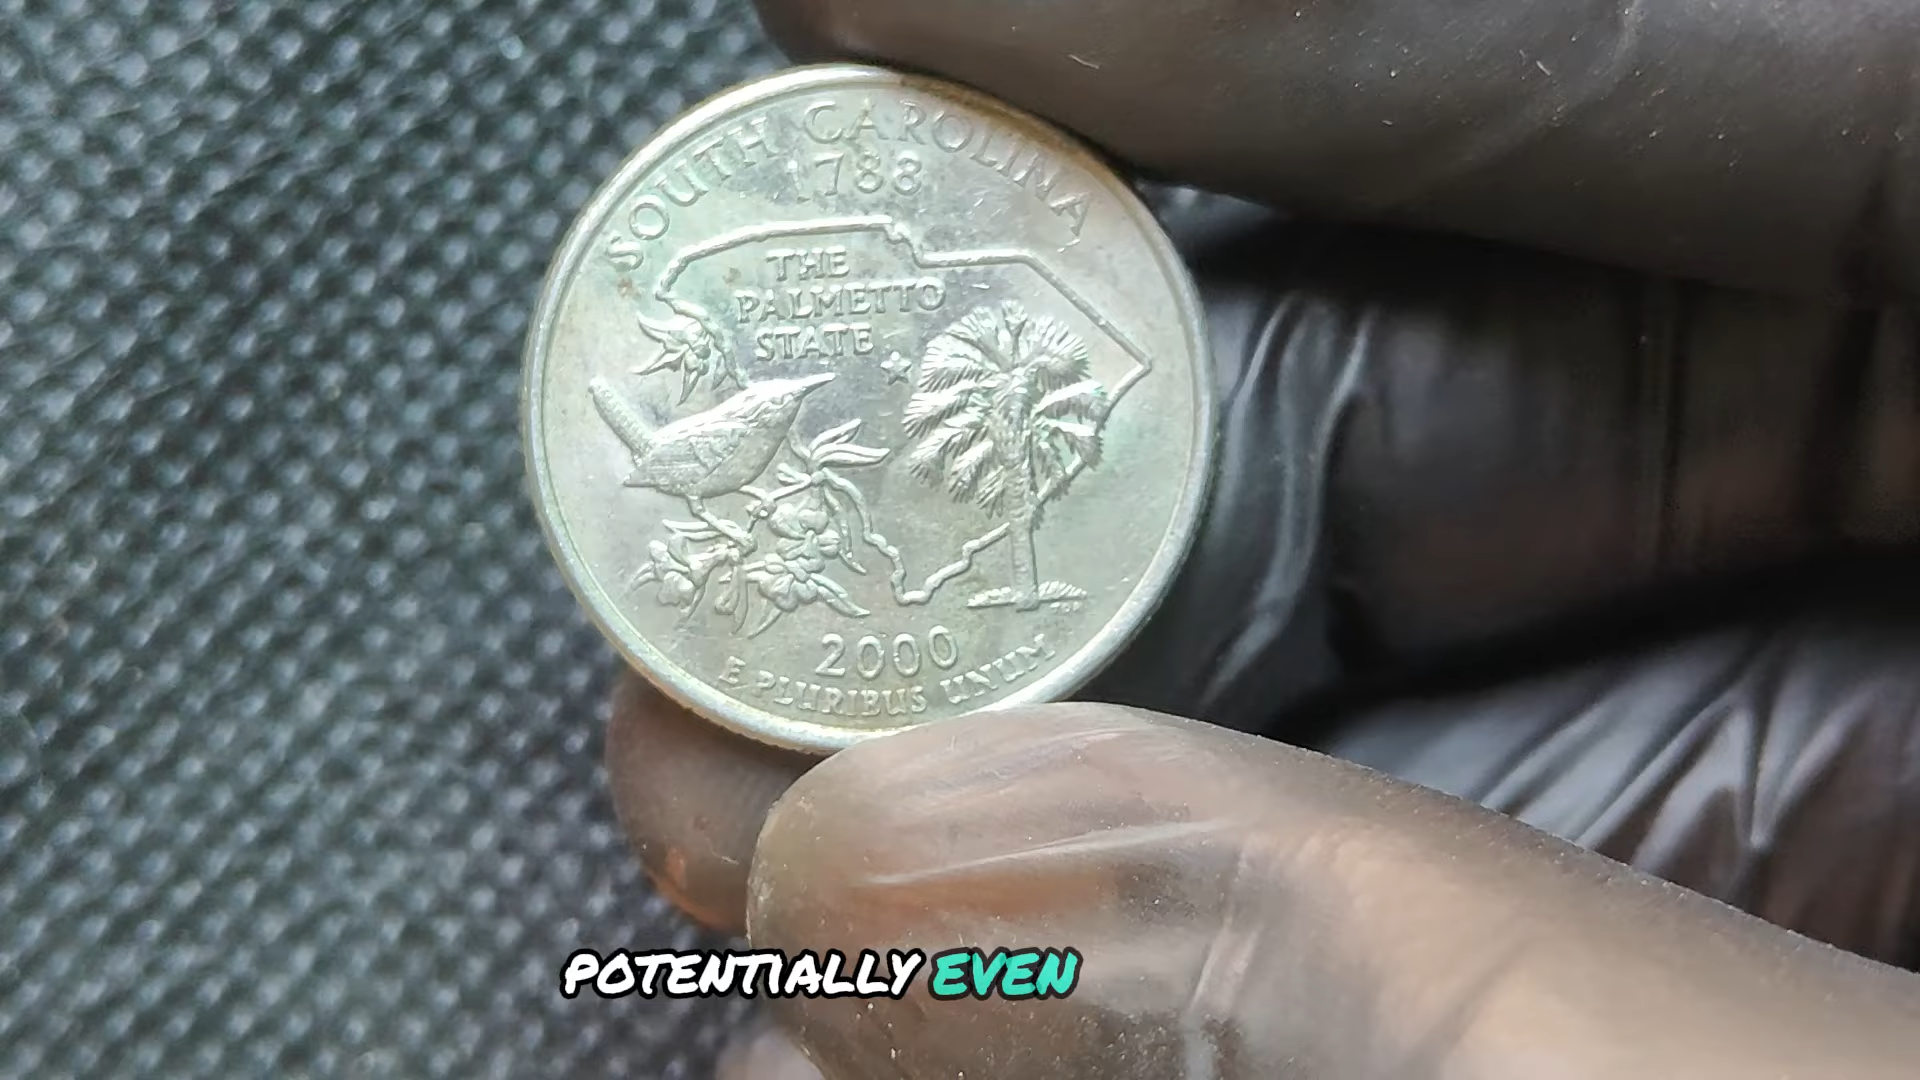 SOUTH CAROLINA
1788
THE
PALMETTO
STATE
2000
E PLURIBUS UNUM
POTENTIALLY EVEN